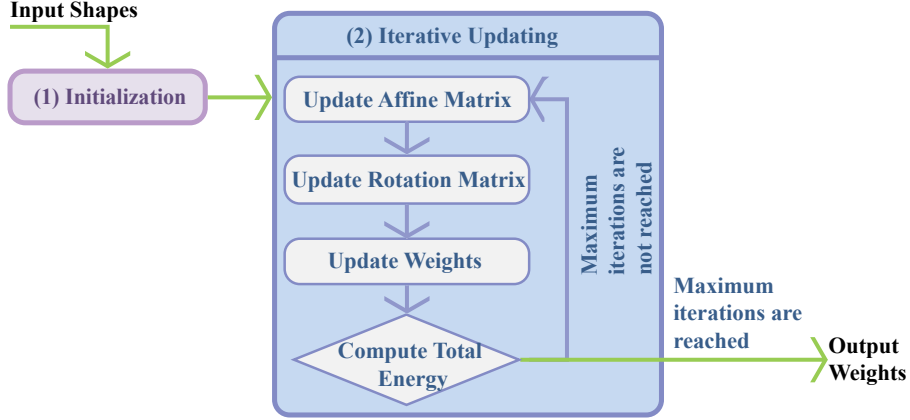 Input Shapes
(1) Initialization
(2) Iterative Updating
Update Affine Matrix
Update Rotation Matrix
Update Weights
Compute Total
Energy
Maximum
iterations are
not reached
Maximum
iterations are
reached
Output
Weights